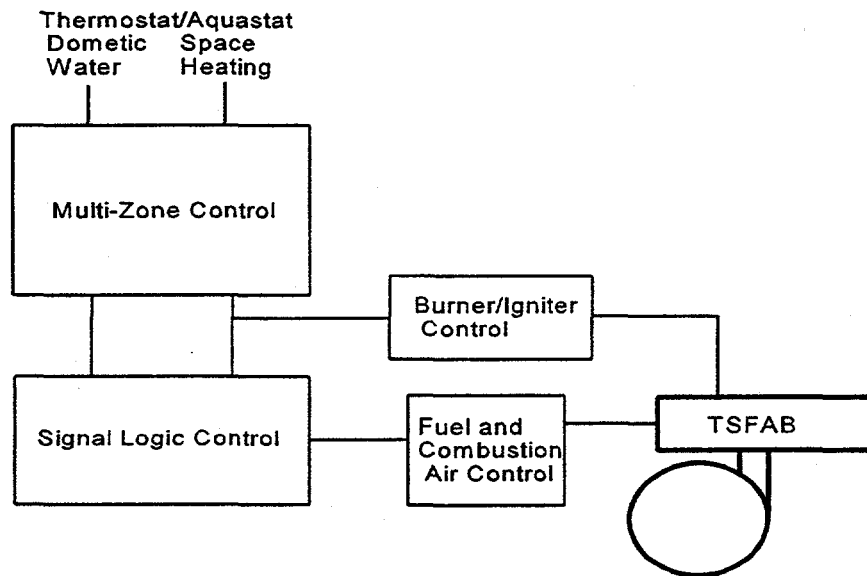 Thermostat/Aquastat
Dometic Space
Water Heating
Multi-Zone Control
Burner/Igniter
Control
Signal Logic Control
Fuel and
Combustion
Air Control
TSFAB